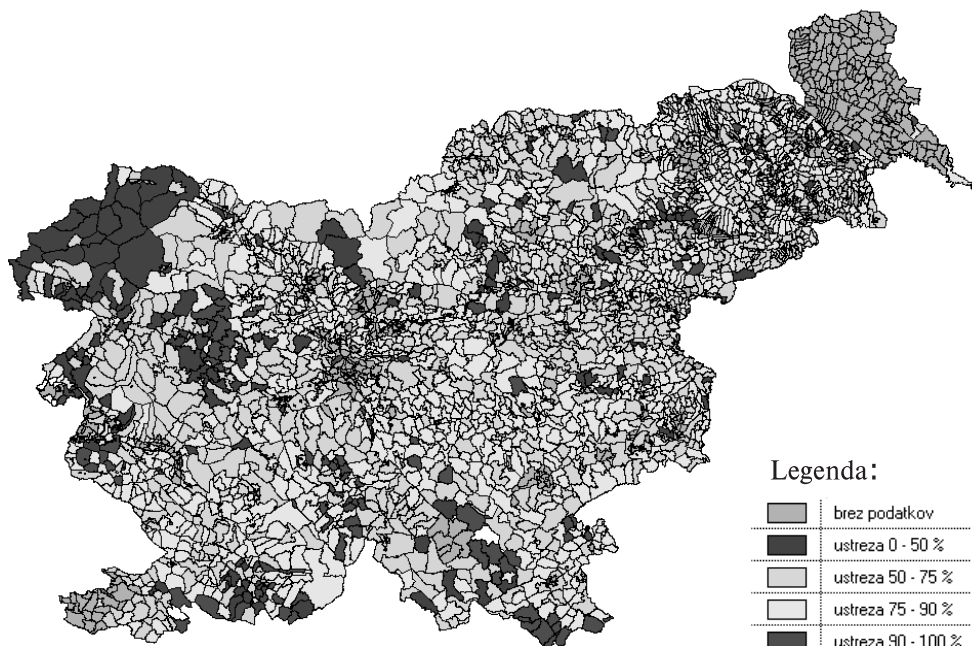 Legenda:
brez podatkov
ustreza 0 - 50 %
ustreza 50 - 75 %
ustreza 75 - 90 %
ustreza 90 - 100 %